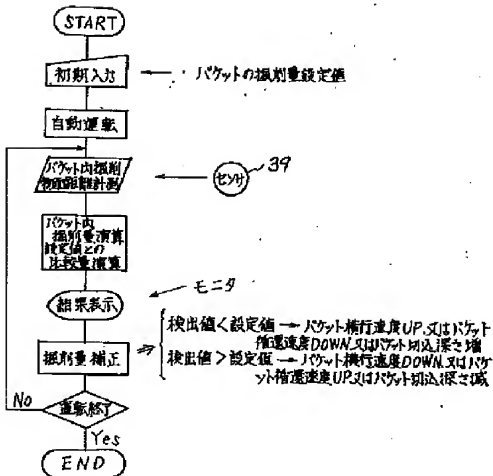 START
初期入力
バケットの掘削量設定値
自動運転
バケット内掘削
物距離計測
センサ
39
バケット内
掘削量演算
設定値との
比較量演算
モニタ
結果表示
検出値<設定値→バケット横行速度UP.又はバケット
循還速度DOWN.又はバケット切込深さ増
検出値>設定値→バケット横行速度DOWN.又はバケ
ット循還速度UP.又はバケット切込深さ減
掘削量補正
No
運転終了
Yes
END